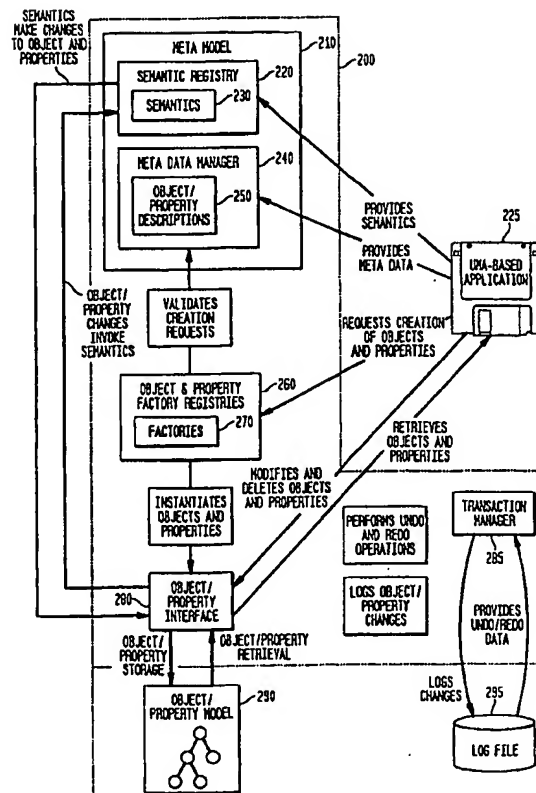 SEMANTICS
MAKE CHANGES
TO OBJECT AND
PROPERTIES
META MODEL
210
200
SEMANTIC REGISTRY
220
SEMANTICS
230
META DATA MANAGER
240
OBJECT/
PROPERTY
DESCRIPTIONS
250
PROVIDES
SEMANTICS
PROVIDES
META DATA
225
UMA-BASED
APPLICATION
OBJECT/
PROPERTY
CHANGES
INVOKE
SEMANTICS
VALIDATES
CREATION
REQUESTS
REQUESTS CREATION
OF OBJECTS
AND PROPERTIES
OBJECT & PROPERTY
FACTORY REGISTRIES
260
FACTORIES
270
RETRIEVES
OBJECTS AND
PROPERTIES
MODIFIES AND
DELETES OBJECTS
AND PROPERTIES
INSTANTIATES
OBJECTS AND
PROPERTIES
PERFORMS UNDO
AND REDO
OPERATIONS
TRANSACTION
MANAGER
285
280
OBJECT/
PROPERTY
INTERFACE
LOGS OBJECT/
PROPERTY
CHANGES
PROVIDES
UNDO/REDO
DATA
OBJECT/
PROPERTY
STORAGE
OBJECT/PROPERTY
RETRIEVAL
LOGS
CHANGES
295
LOG FILE
OBJECT/
PROPERTY MODEL
290